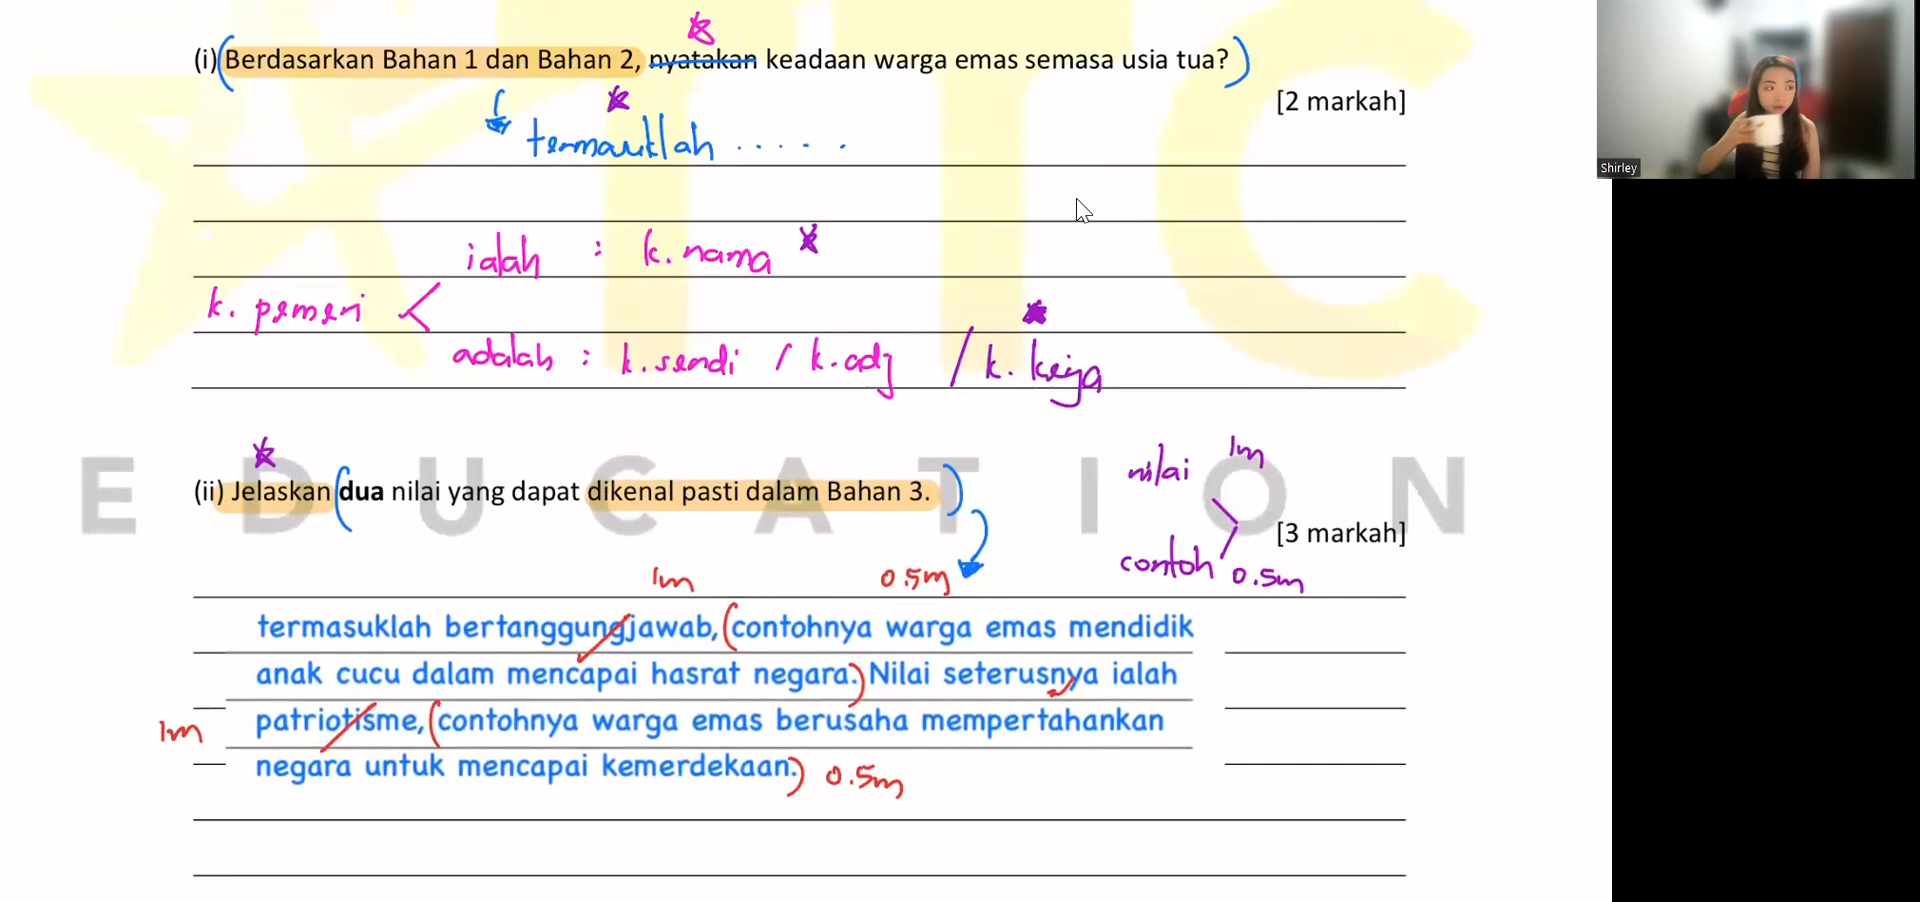 (i) Berdasarkan Bahan 1 dan Bahan 2, nyatakan keadaan warga emas semasa usia tua?
[2 markah]
termasuklah .....
ialah : k. nama
k. pemeri <
adalah : k. sendi / k. adj / k. kerja
EDUCATION
(ii) Jelaskan dua nilai yang dapat dikenal pasti dalam Bahan 3.
[3 markah]
nilai 1m
contoh 0.5m
1m 0.5m
termasuklah bertanggungjawab, (contohnya warga emas mendidik
anak cucu dalam mencapai hasrat negara.) Nilai seterusnya ialah
1m patriotisme, (contohnya warga emas berusaha mempertahankan
negara untuk mencapai kemerdekaan.) 0.5m
Shirley